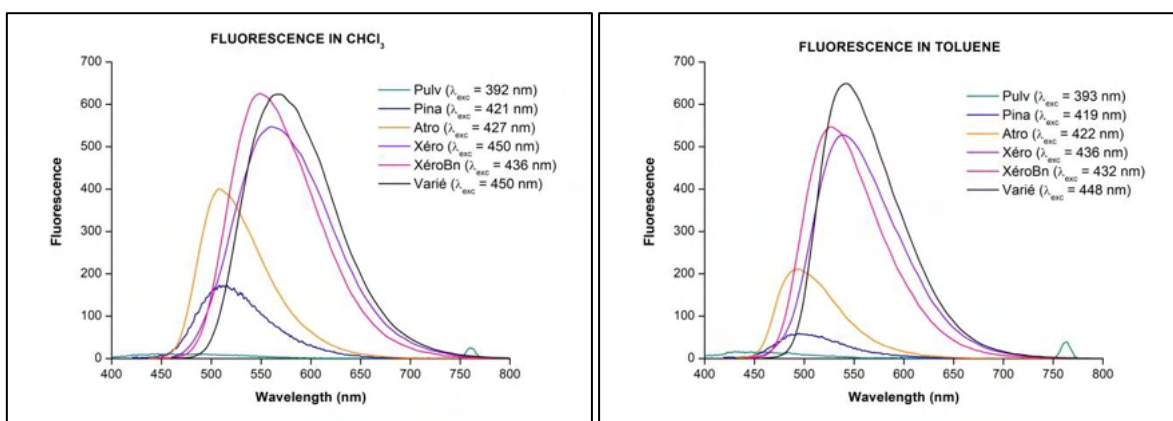 FLUORESCENCE IN CHCl₃
700
600
500
400
300
200
100
0
Fluorescence
Pulv (λexc = 392 nm)
Pina (λexc = 421 nm)
Atro (λexc = 427 nm)
Xéro (λexc = 450 nm)
XéroBn (λexc = 436 nm)
Varié (λexc = 450 nm)
400 450 500 550 600 650 700 750 800
Wavelength (nm)
FLUORESCENCE IN TOLUENE
700
600
500
400
300
200
100
0
Fluorescence
Pulv (λexc = 393 nm)
Pina (λexc = 419 nm)
Atro (λexc = 422 nm)
Xéro (λexc = 436 nm)
XéroBn (λexc = 432 nm)
Varié (λexc = 448 nm)
400 450 500 550 600 650 700 750 800
Wavelength (nm)